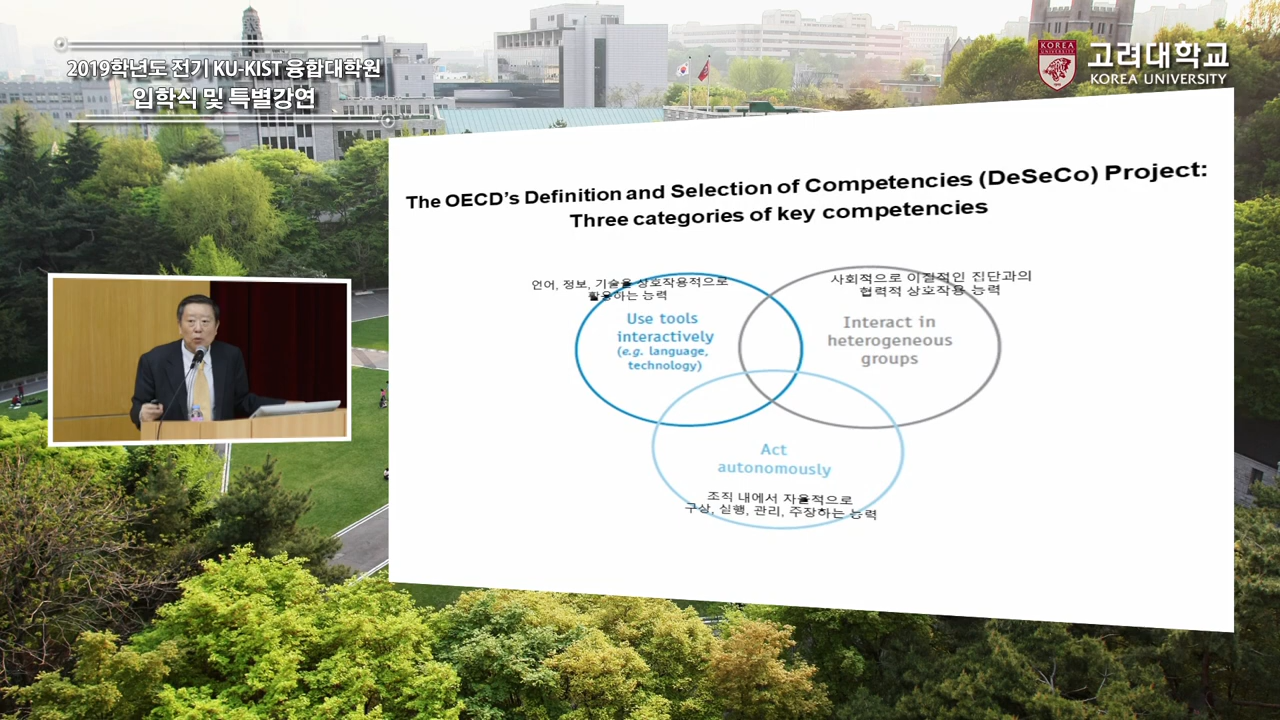 2019학년도 전기 KU-KIST 융합대학원
입학식 및 특별강연
KOREA
UNIVERSITY
고려대학교
KOREA UNIVERSITY
The OECD's Definition and Selection of Competencies (DeSeCo) Project:
Three categories of key competencies
언어, 정보, 기술을 상호작용적으로
활용하는 능력
Use tools
interactively
(e.g. language,
technology)
사회적으로 이질적인 진단과의
협력적 상호작용 능력
Interact in
heterogeneous
groups
Act
autonomously
조직 내에서 자율적으로
구상, 실행, 관리, 주장하는 능력